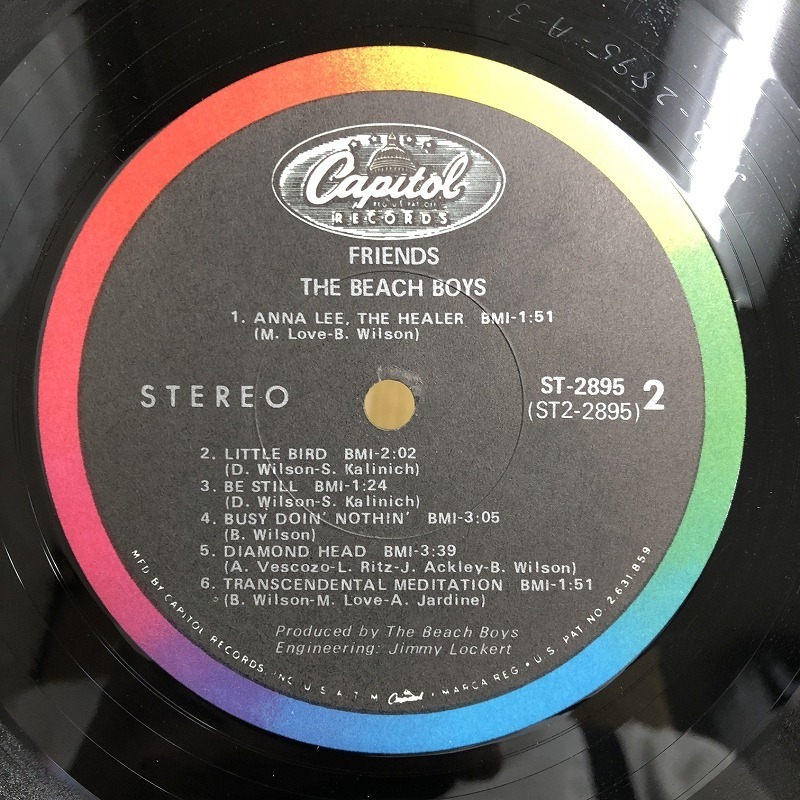 Capitol
REG. U.S. PAT. OFF.
RECORDS
FRIENDS
THE BEACH BOYS
1. ANNA LEE, THE HEALER BMI-1:51
(M. Love-B. Wilson)
STEREO
ST-2895 2
(ST2-2895)
2. LITTLE BIRD BMI-2:02
(D. Wilson-S. Kalinich)
3. BE STILL BMI-1:24
(D. Wilson-S. Kalinich)
4. BUSY DOIN' NOTHIN' BMI-3:05
(B. Wilson)
5. DIAMOND HEAD BMI-3:39
(A. Vescozo-L. Ritz-J. Ackley-B. Wilson)
6. TRANSCENDENTAL MEDITATION BMI-1:51
(B. Wilson-M. Love-A. Jardine)
Produced by The Beach Boys
Engineering: Jimmy Lockert
MFD BY CAPITOL RECORDS, INC. U.S.A. T.M. Capitol • MARCA REG. • U.S. PAT. NO. 2,631,859
-2895-A-3